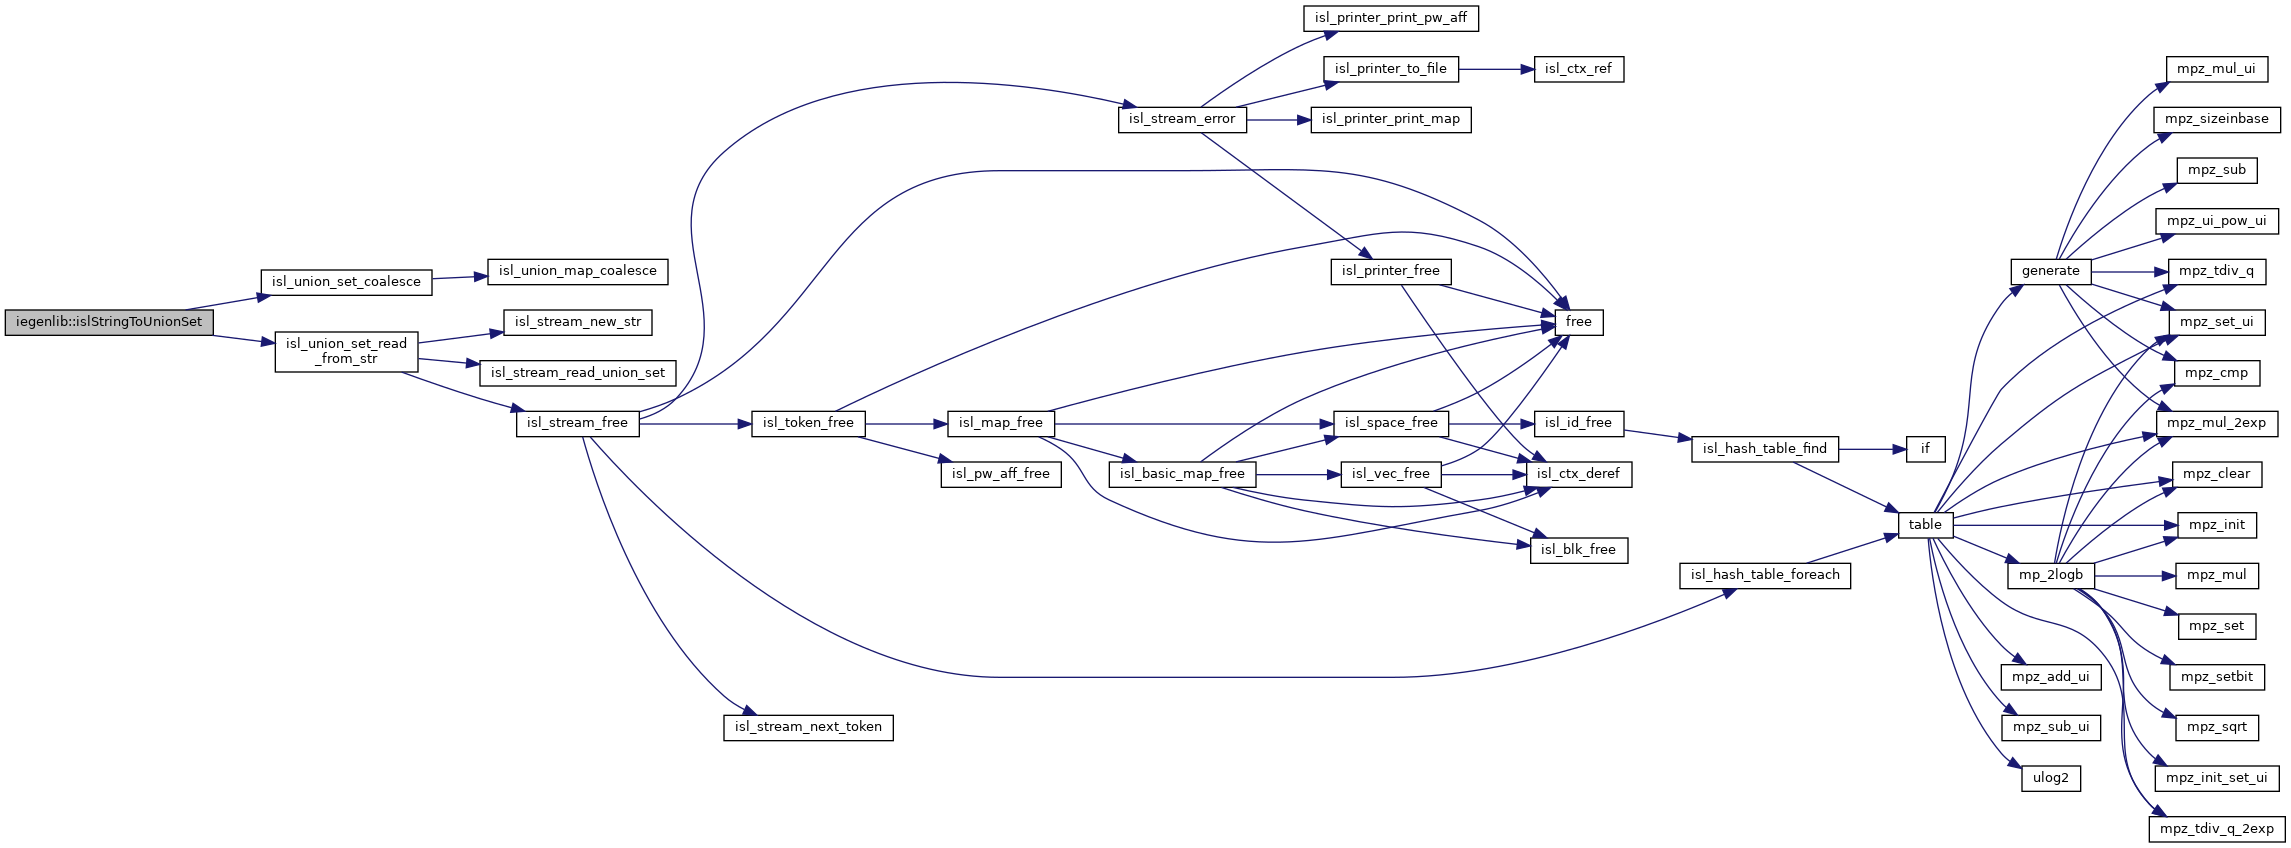 iegenlib::islStringToUnionSet
isl_union_set_coalesce
isl_union_map_coalesce
isl_union_set_read
_from_str
isl_stream_new_str
isl_stream_read_union_set
isl_stream_free
isl_stream_error
isl_printer_print_pw_aff
isl_printer_to_file
isl_ctx_ref
isl_printer_print_map
isl_printer_free
free
isl_token_free
isl_map_free
isl_pw_aff_free
isl_basic_map_free
isl_space_free
isl_vec_free
isl_id_free
isl_ctx_deref
isl_blk_free
isl_hash_table_find
if
isl_hash_table_foreach
isl_stream_next_token
table
generate
mp_2logb
mpz_add_ui
mpz_sub_ui
ulog2
mpz_mul_ui
mpz_sizeinbase
mpz_sub
mpz_ui_pow_ui
mpz_tdiv_q
mpz_set_ui
mpz_cmp
mpz_mul_2exp
mpz_clear
mpz_init
mpz_mul
mpz_set
mpz_setbit
mpz_sqrt
mpz_init_set_ui
mpz_tdiv_q_2exp